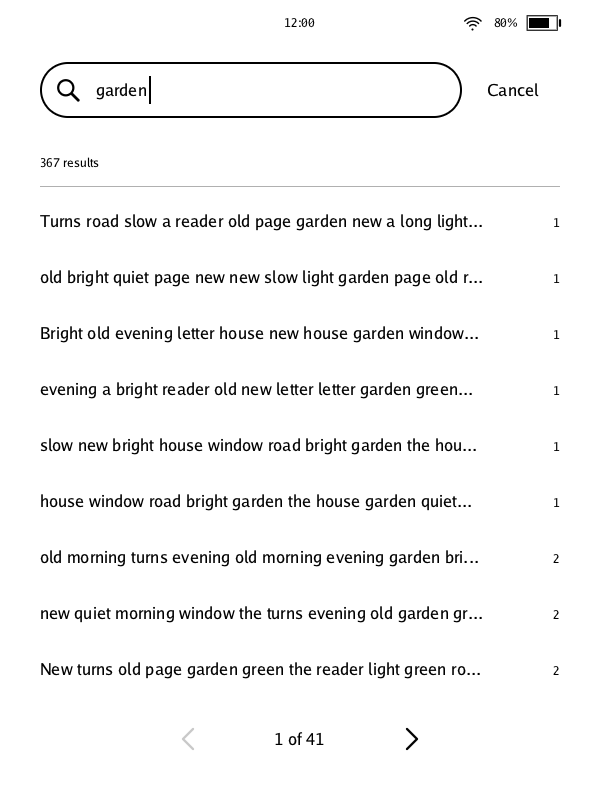 12:00
80%
garden
Cancel
367 results
Turns road slow a reader old page garden new a long light... 1
old bright quiet page new new slow light garden page old r... 1
Bright old evening letter house new house garden window... 1
evening a bright reader old new letter letter garden green... 1
slow new bright house window road bright garden the hou... 1
house window road bright garden the house garden quiet... 1
old morning turns evening old morning evening garden bri... 2
new quiet morning window the turns evening old garden gr... 2
New turns old page garden green the reader light green ro... 2
1 of 41